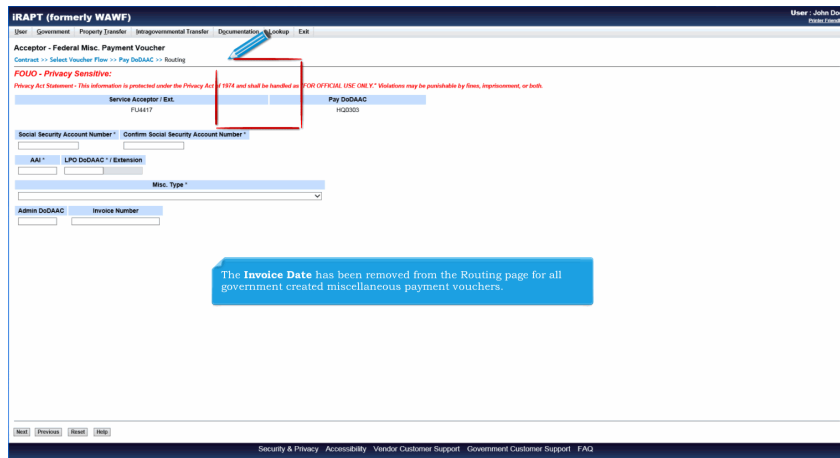 iRAPT (formerly WAWF)
User : John Do
Printer Friendl
User Government Property Transfer Intragovernmental Transfer Documentation Lookup Exit
Acceptor - Federal Misc. Payment Voucher
Contract >> Select Voucher Flow >> Pay DoDAAC >> Routing
FOUO - Privacy Sensitive:
Privacy Act Statement - This information is protected under the Privacy Act of 1974 and shall be handled as "FOR OFFICIAL USE ONLY." Violations may be punishable by fines, imprisonment, or both.
Service Acceptor / Ext. Pay DoDAAC
FU4417 HQ0303
Social Security Account Number * Confirm Social Security Account Number *
AAI * LPO DoDAAC * / Extension
Misc. Type *
Admin DoDAAC Invoice Number
The Invoice Date has been removed from the Routing page for all
government created miscellaneous payment vouchers.
Next Previous Reset Help
Security & Privacy Accessibility Vendor Customer Support Government Customer Support FAQ